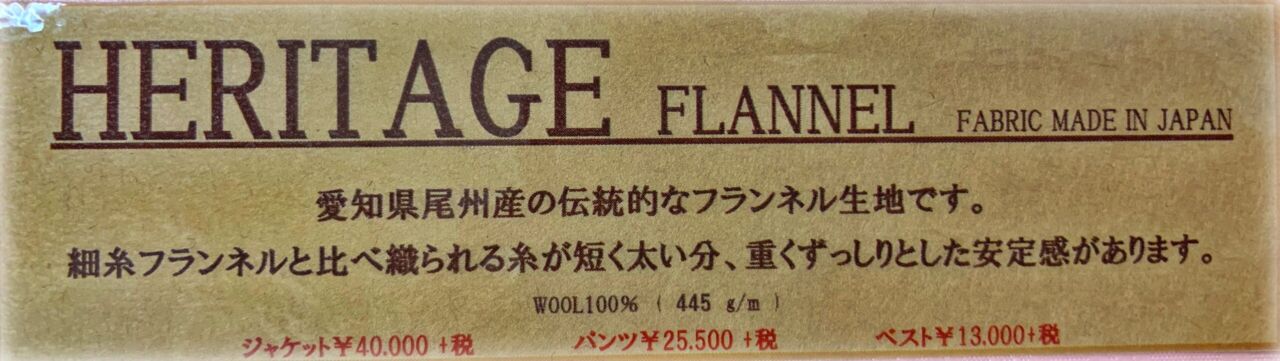 HERITAGE FLANNEL FABRIC MADE IN JAPAN
愛知県尾州産の伝統的なフランネル生地です。
細糸フランネルと比べ織られる糸が短く太い分、重くずっしりとした安定感があります。
WOOL100% ( 445 g/m )
ジャケット¥40.000 +税 パンツ¥25.500 +税 ベスト¥13.000+税